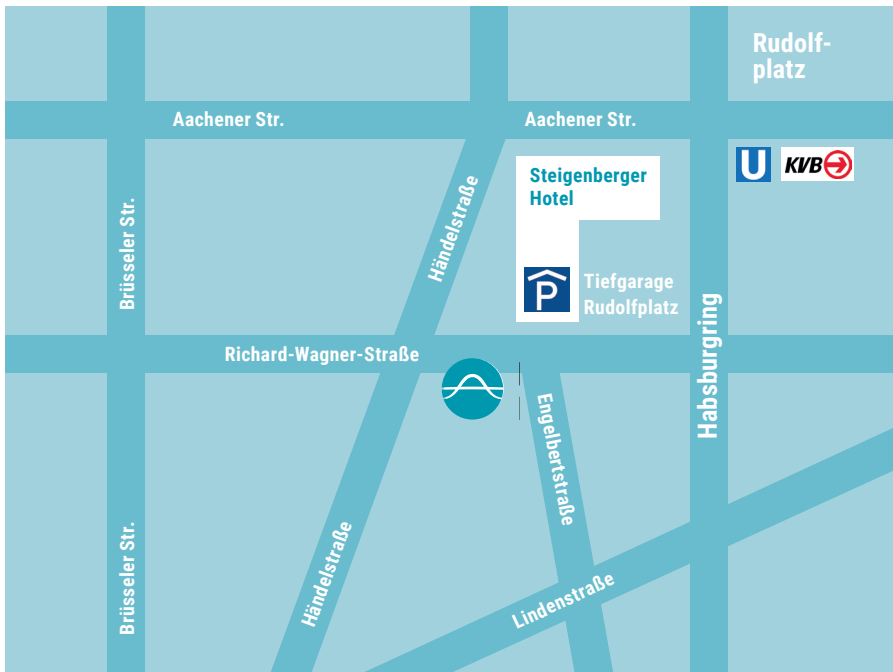 Rudolf-
platz
Aachener Str.
Aachener Str.
U
KVB
Steigenberger
Hotel
Händelstraße
Brüsseler Str.
P
Tiefgarage
Rudolfplatz
Richard-Wagner-Straße
Habsburgring
Engelbertstraße
Brüsseler Str.
Händelstraße
Lindenstraße